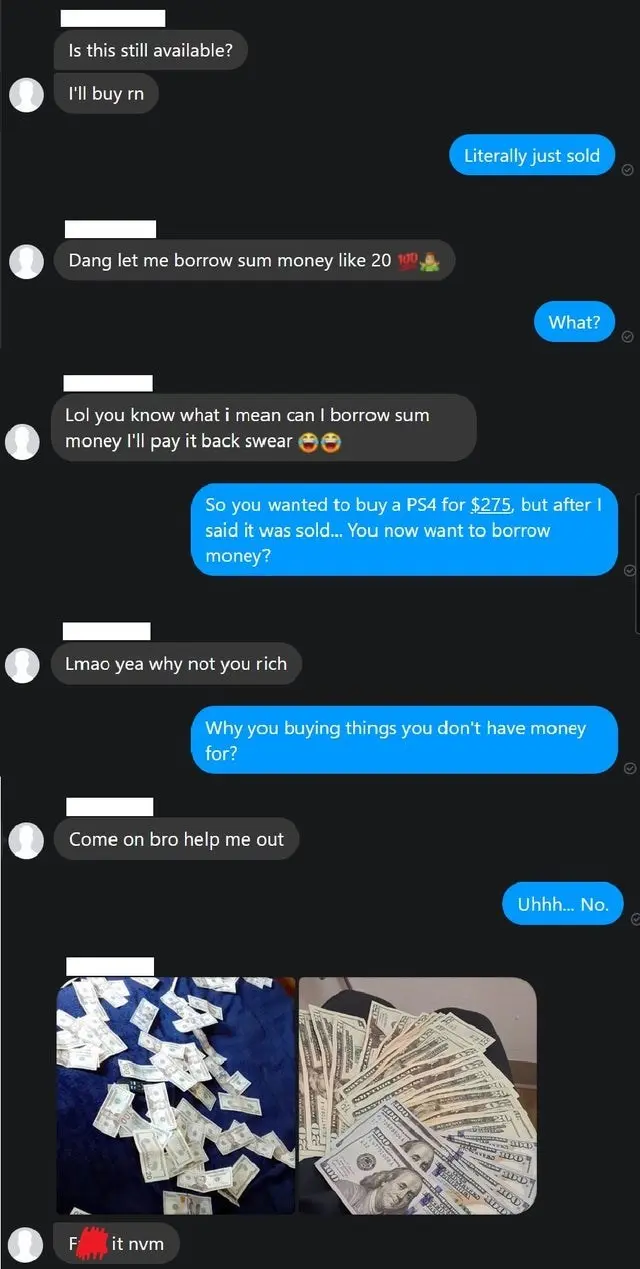 Is this still available?
I'll buy rn
Literally just sold
Dang let me borrow sum money like 20 💯🤷‍♂️
What?
Lol you know what i mean can I borrow sum
money I'll pay it back swear 😂😂
So you wanted to buy a PS4 for $275, but after I
said it was sold... You now want to borrow
money?
Lmao yea why not you rich
Why you buying things you don't have money
for?
Come on bro help me out
Uhhh... No.
F it nvm